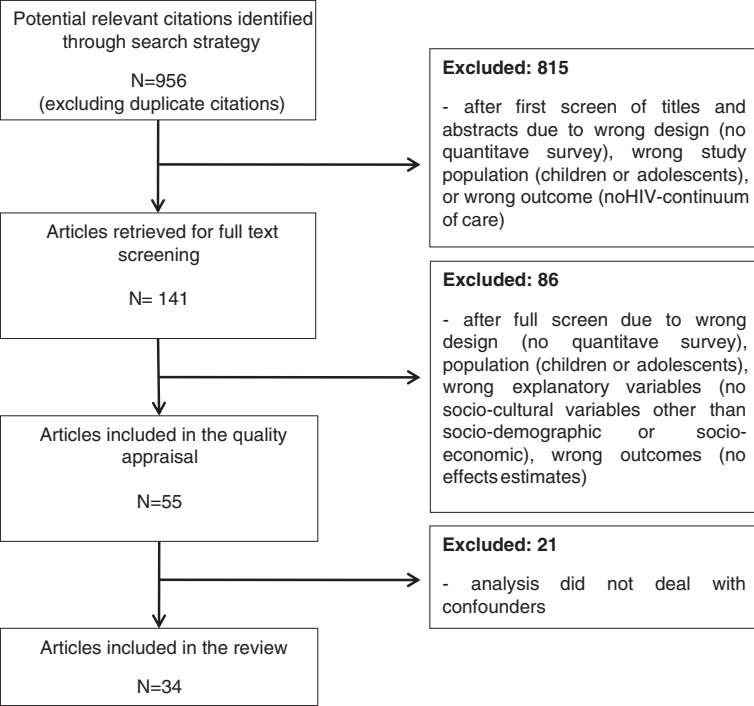 Potential relevant citations identified
through search strategy
N=956
(excluding duplicate citations)
Excluded: 815
- after first screen of titles and
abstracts due to wrong design (no
quantitave survey), wrong study
population (children or adolescents),
or wrong outcome (noHIV-continuum
of care)
Articles retrieved for full text
screening
N= 141
Excluded: 86
- after full screen due to wrong
design (no quantitave survey),
population (children or adolescents),
wrong explanatory variables (no
socio-cultural variables other than
socio-demographic or socio-
economic), wrong outcomes (no
effects estimates)
Articles included in the quality
appraisal
N=55
Excluded: 21
- analysis did not deal with
confounders
Articles included in the review
N=34